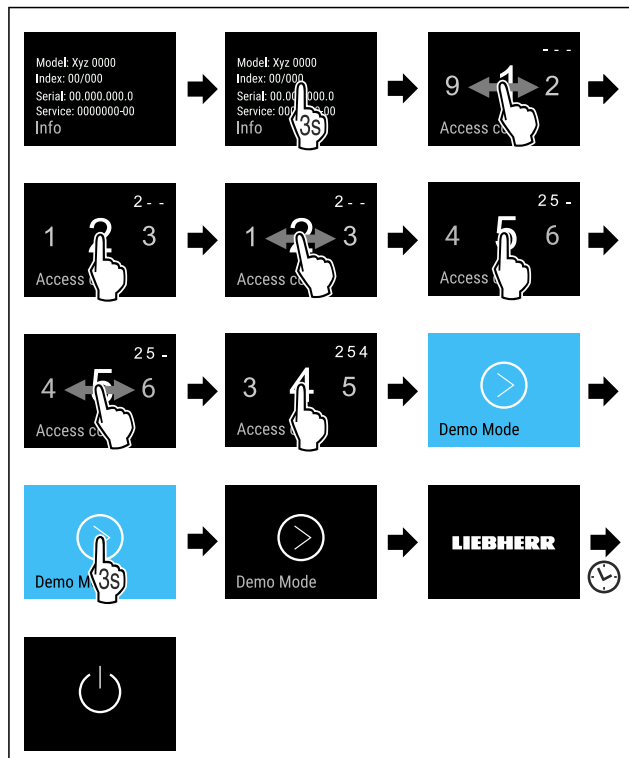 Model: Xyz 0000
Index: 00/000
Serial: 00.000.000.0
Service: 0000000-00
Info
Model: Xyz 0000
Index: 00/000
Serial: 00. 000.0
Service: 00 -00
Info
3s
- - -
9 1 2
Access
2 - -
1 2 3
Access
2 - -
1 2 3
Access
2 5 -
4 5 6
Access
2 5 -
4 5 6
Access
2 5 4
3 4 5
Access
Demo Mode
Demo
3s
Demo Mode
LIEBHERR